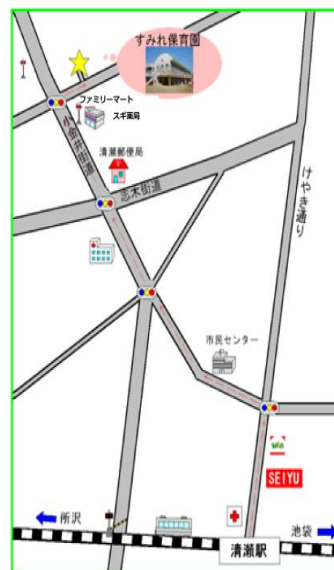 すみれ保育園
ファミリーマート
スギ薬局
小金井街道
清瀬郵便局
志木街道
けやき通り
市民センター
SEIYU
所沢
池袋
清瀬駅